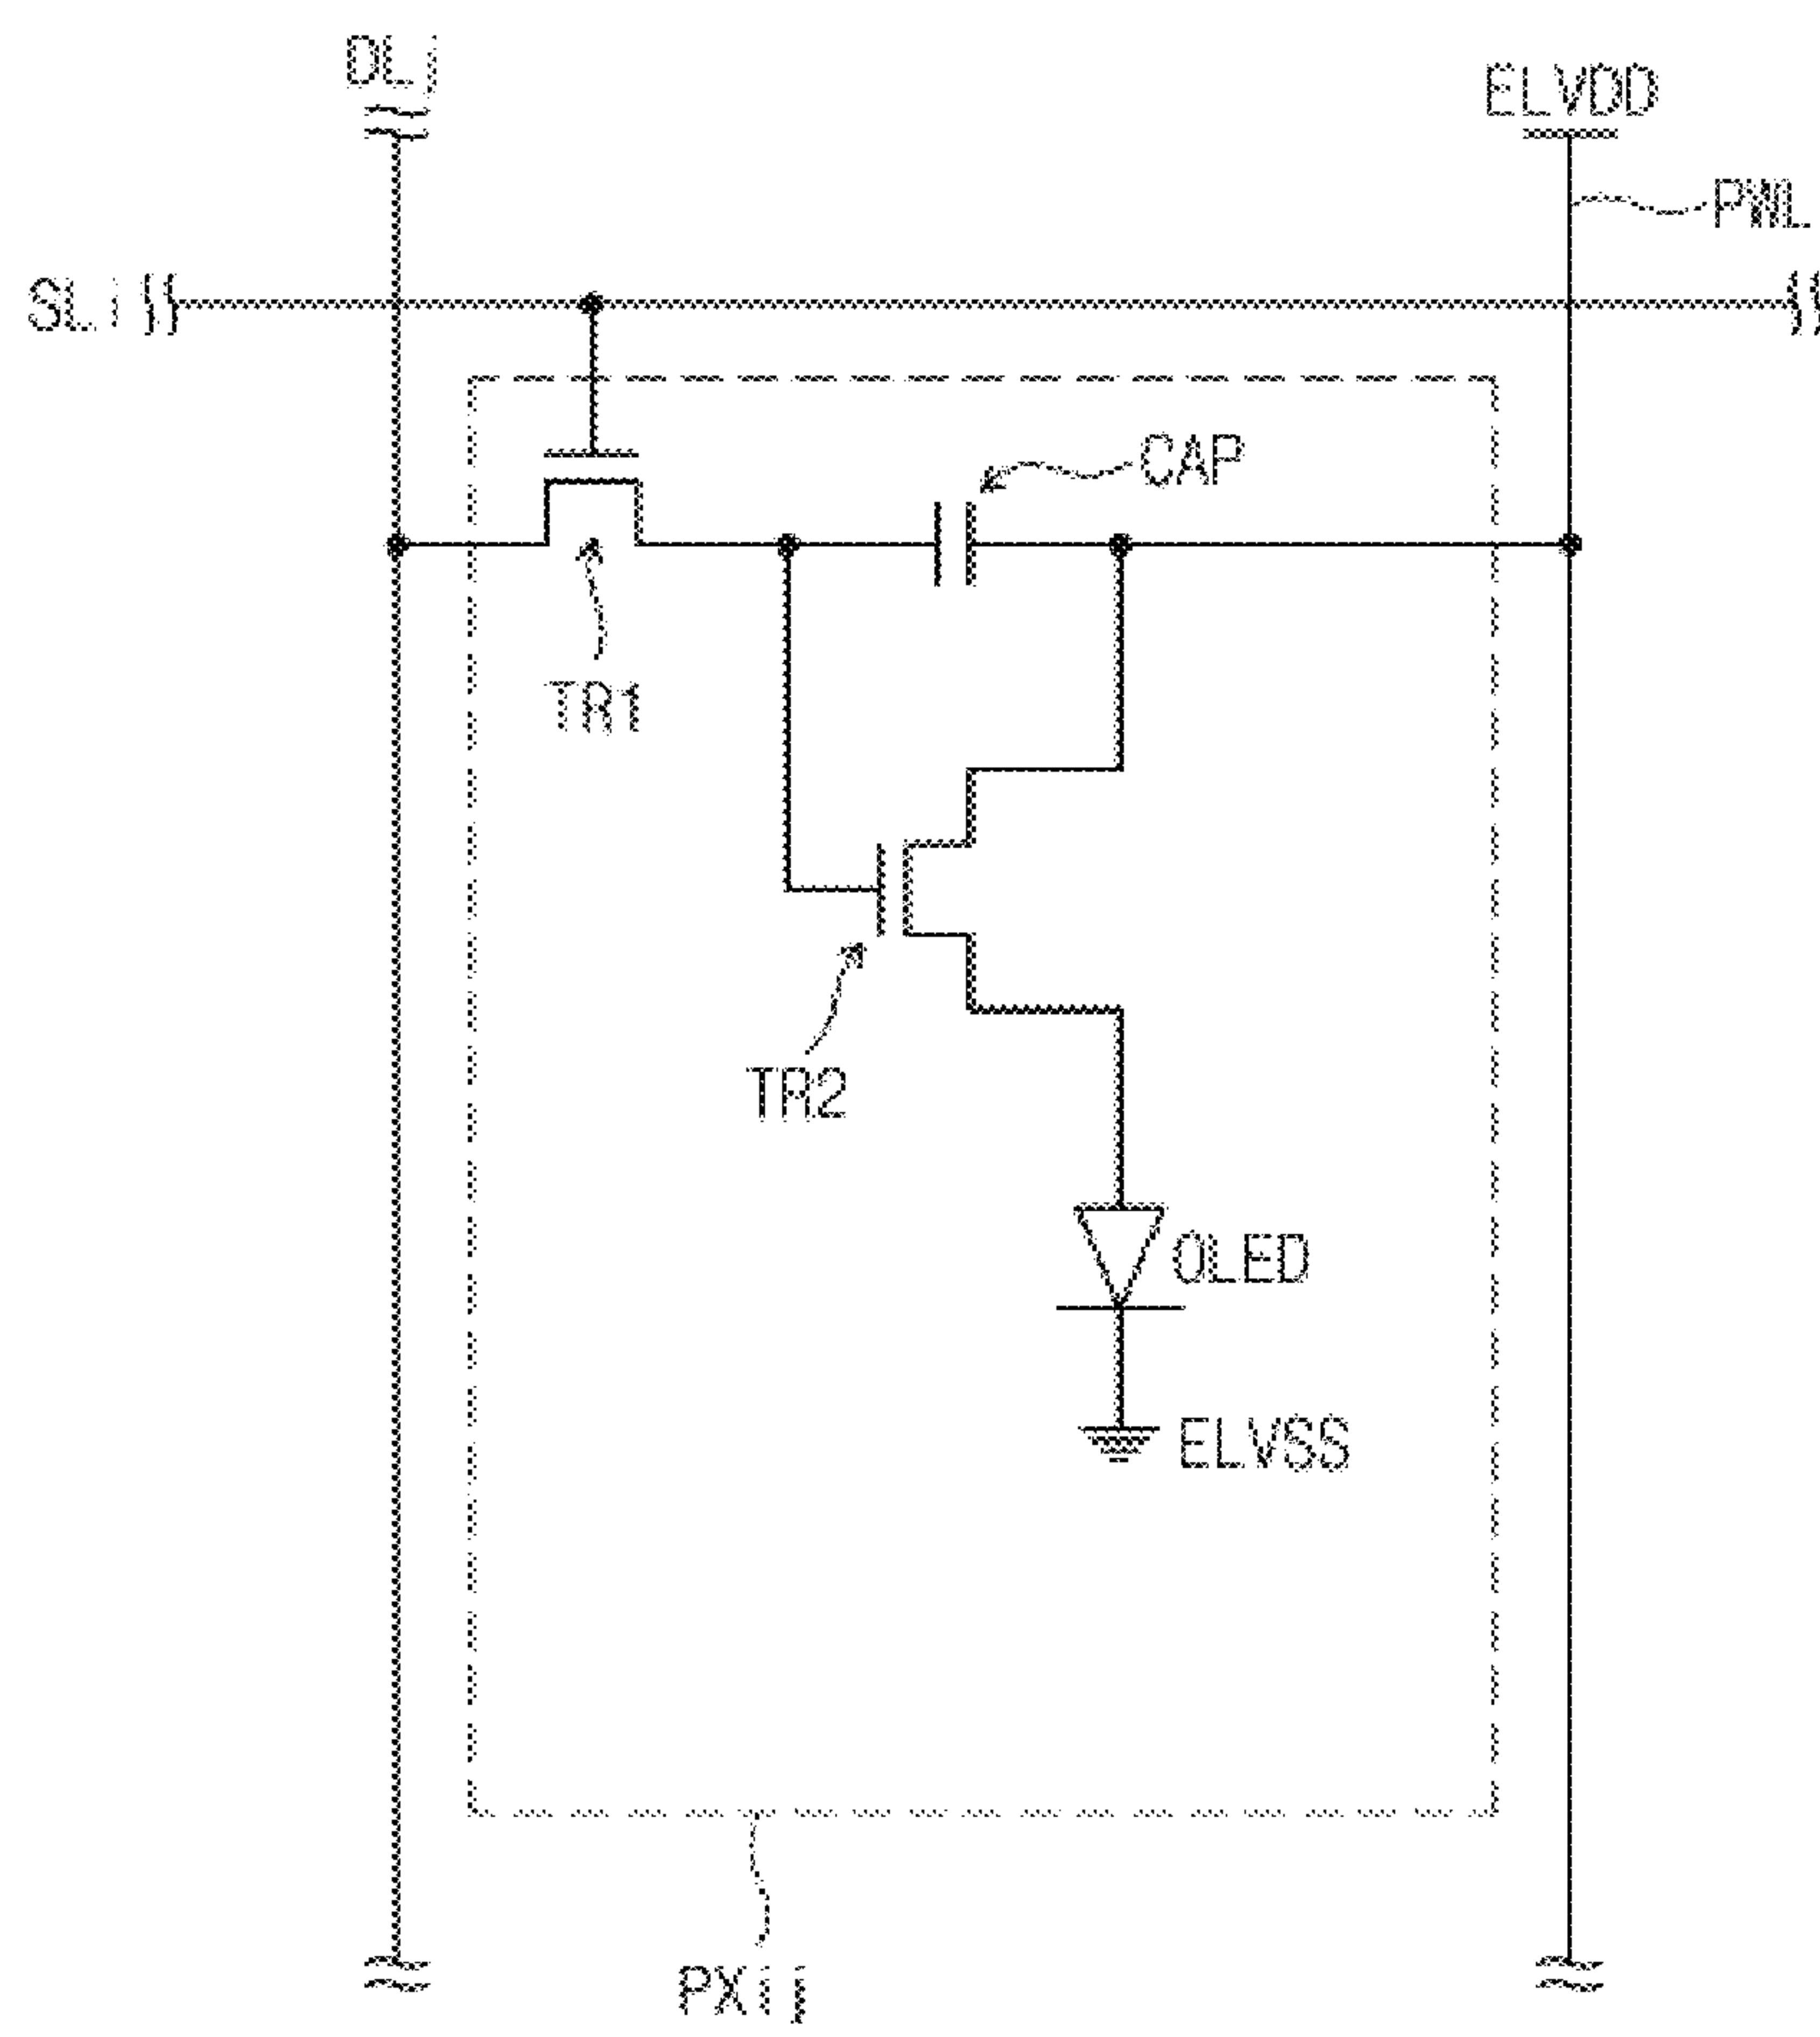 DLj
ELVDD
PWL
SLi
CAP
TR1
TR2
OLED
ELVSS
PXij